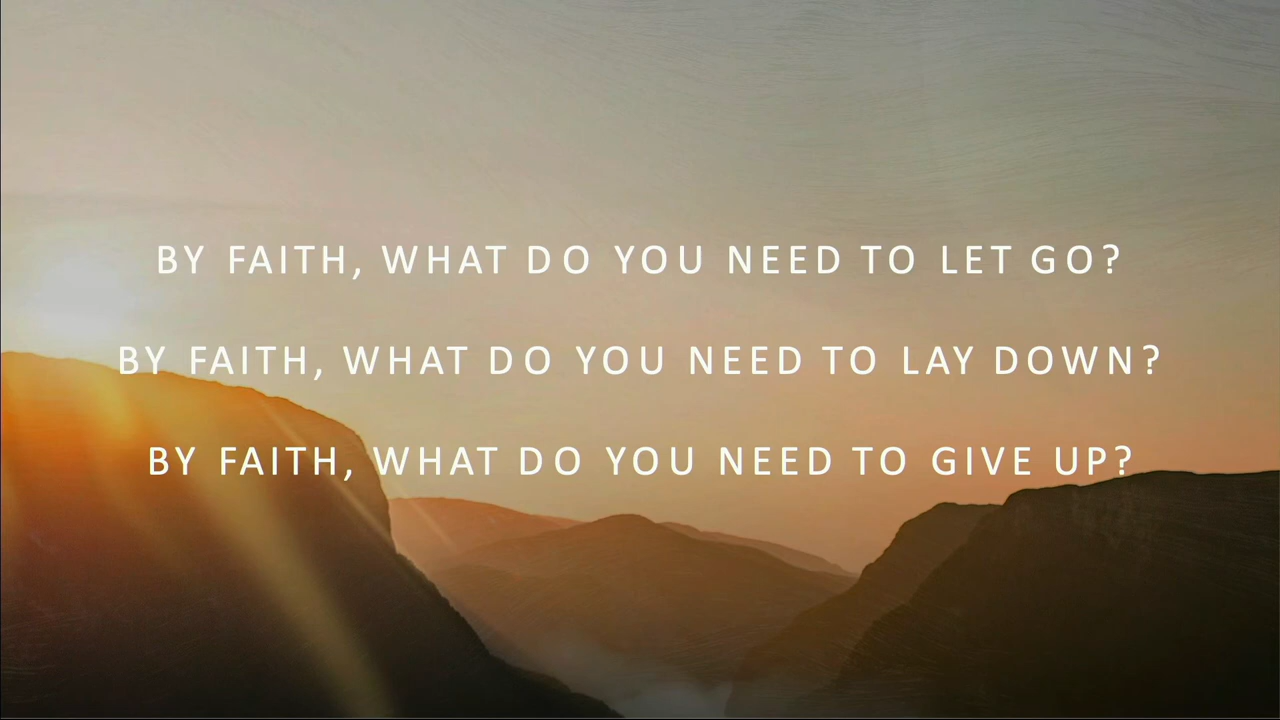 BY FAITH, WHAT DO YOU NEED TO LET GO?
BY FAITH, WHAT DO YOU NEED TO LAY DOWN?
BY FAITH, WHAT DO YOU NEED TO GIVE UP?